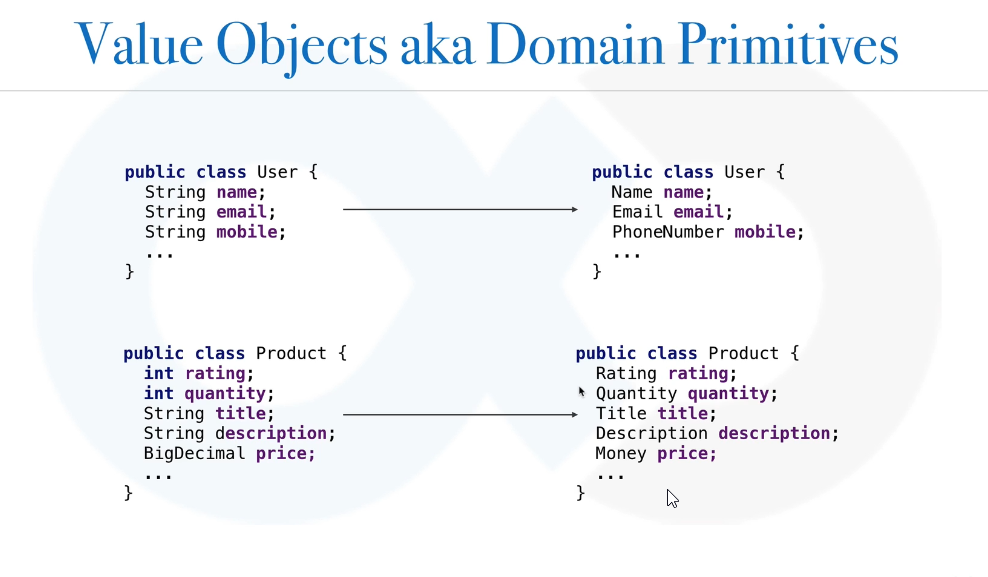 Value Objects aka Domain Primitives
public class User {
String name;
String email;
String mobile;
...
}
public class User {
Name name;
Email email;
PhoneNumber mobile;
...
}
public class Product {
int rating;
int quantity;
String title;
String description;
BigDecimal price;
...
}
public class Product {
Rating rating;
Quantity quantity;
Title title;
Description description;
Money price;
...
}